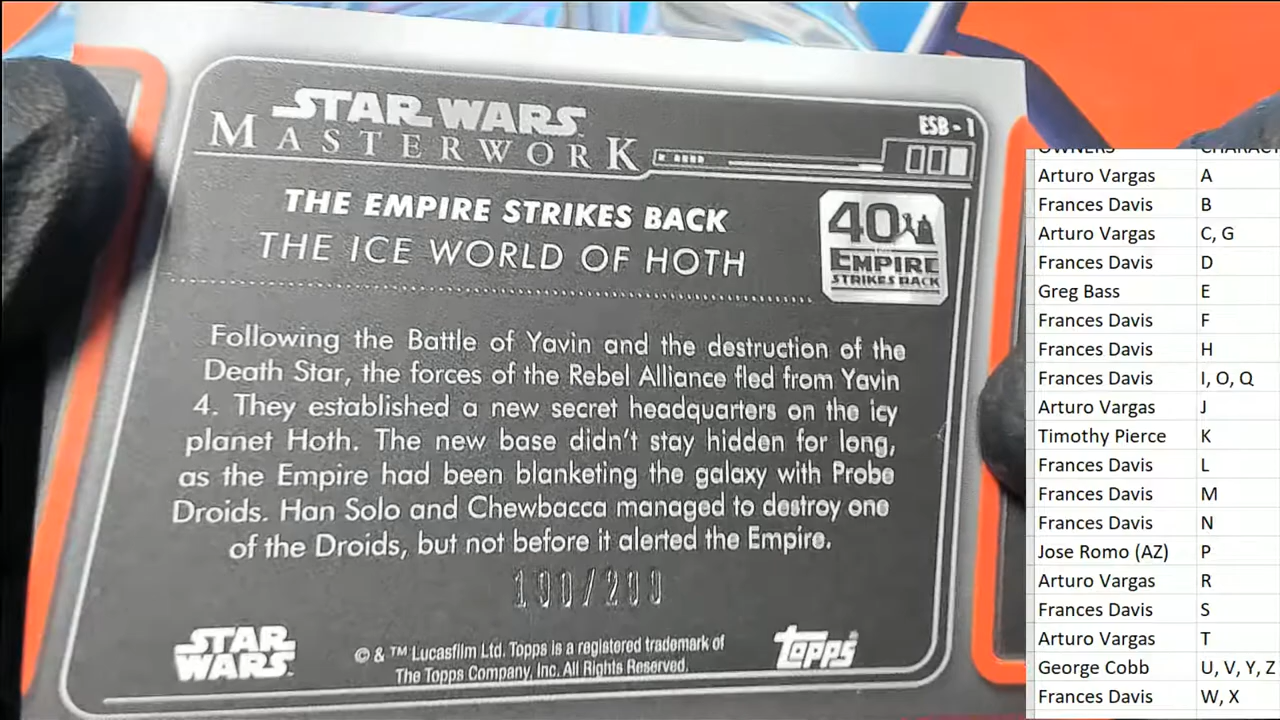 STAR WARS
MASTERWORK
ESB - 1
THE EMPIRE STRIKES BACK
THE ICE WORLD OF HOTH
40
EMPIRE
STRIKES BACK
Following the Battle of Yavin and the destruction of the
Death Star, the forces of the Rebel Alliance fled from Yavin
4. They established a new secret headquarters on the icy
planet Hoth. The new base didn't stay hidden for long,
as the Empire had been blanketing the galaxy with Probe
Droids. Han Solo and Chewbacca managed to destroy one
of the Droids, but not before it alerted the Empire.
STAR
WARS
© & ™ Lucasfilm Ltd. Topps is a registered trademark of
The Topps Company, Inc. All Rights Reserved.
Topps
OWNERS CHARACT
Arturo Vargas A
Frances Davis B
Arturo Vargas C, G
Frances Davis D
Greg Bass E
Frances Davis F
Frances Davis H
Frances Davis I, O, Q
Arturo Vargas J
Timothy Pierce K
Frances Davis L
Frances Davis M
Frances Davis N
Jose Romo (AZ) P
Arturo Vargas R
Frances Davis S
Arturo Vargas T
George Cobb U, V, Y, Z
Frances Davis W, X